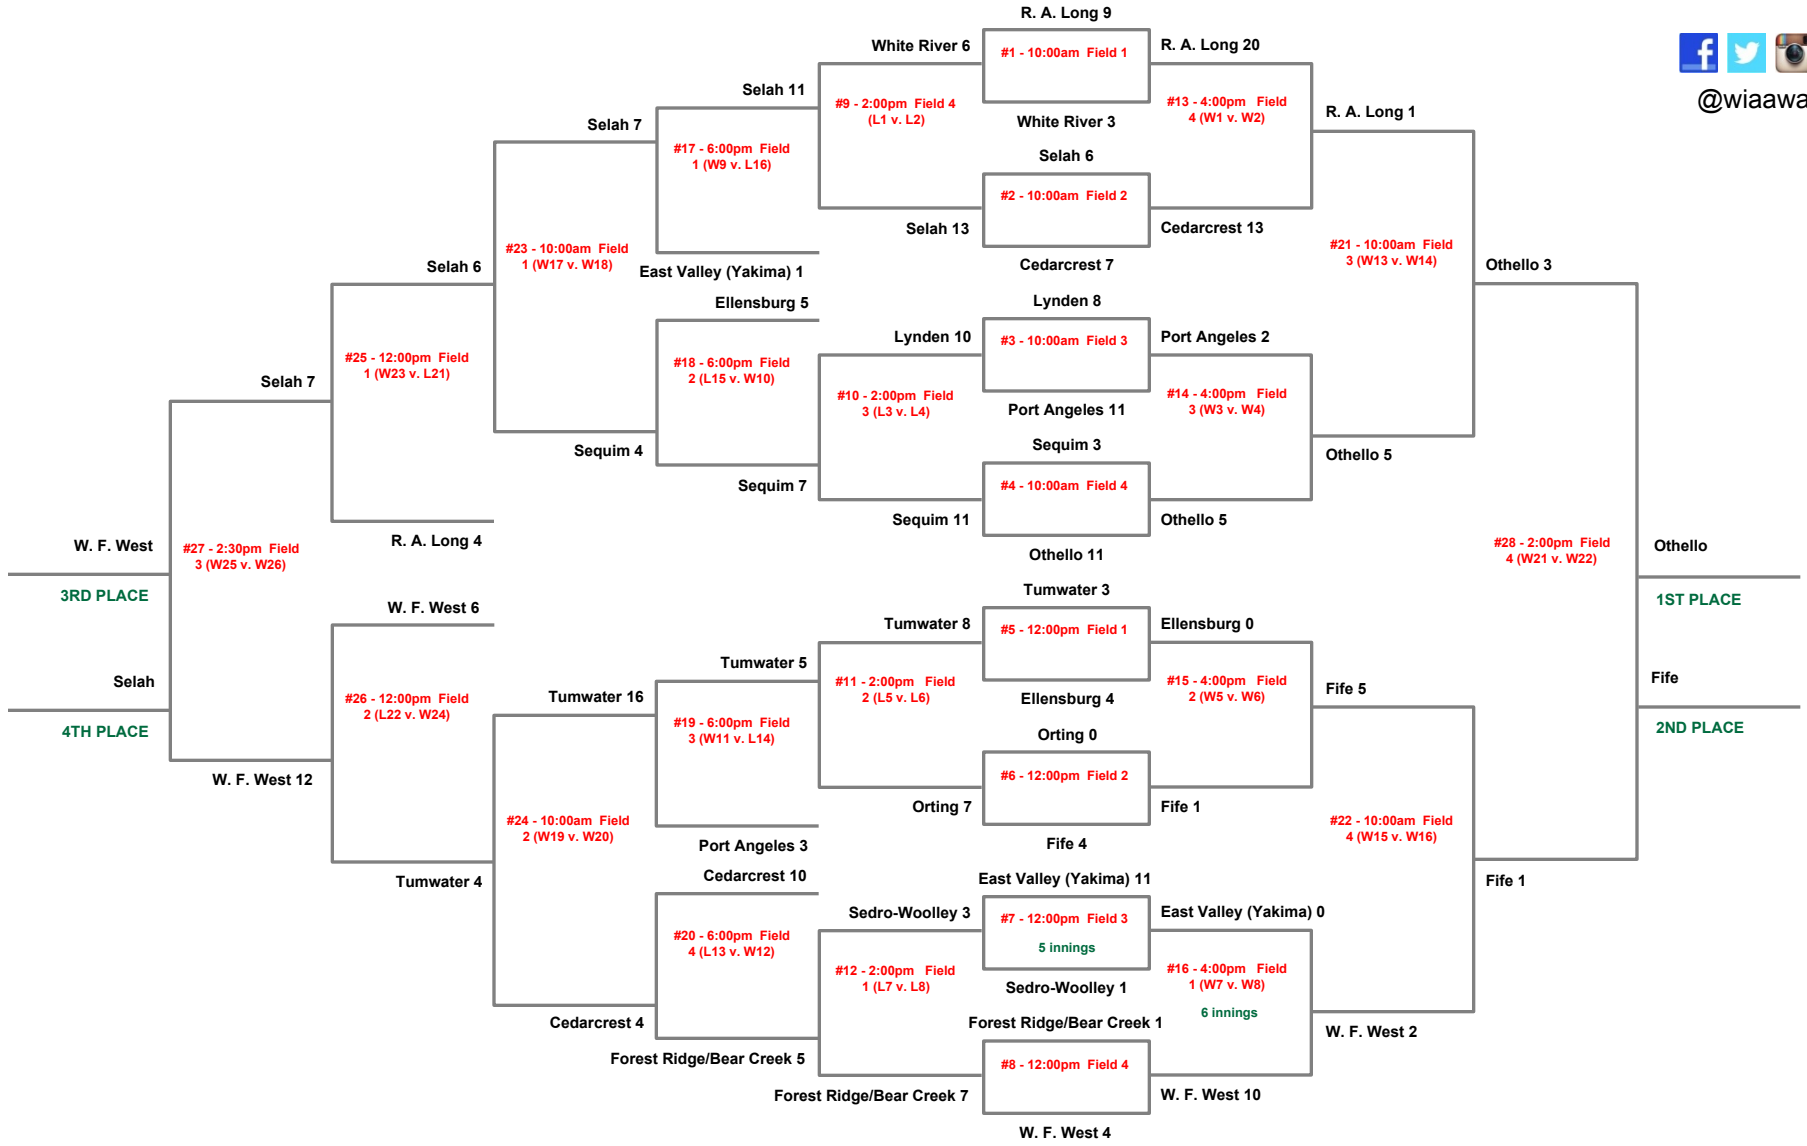 R. A. Long 9
White River 6
#1 - 10:00am Field 1
R. A. Long 20
@wiaawa
Selah 11
#9 - 2:00pm Field 4
(L1 v. L2)
#13 - 4:00pm Field
4 (W1 v. W2)
R. A. Long 1
Selah 7
White River 3
#17 - 6:00pm Field
1 (W9 v. L16)
Selah 6
#2 - 10:00am Field 2
Selah 13
Cedarcrest 13
#23 - 10:00am Field
1 (W17 v. W18)
#21 - 10:00am Field
3 (W13 v. W14)
Selah 6
East Valley (Yakima) 1
Cedarcrest 7
Othello 3
Ellensburg 5
Lynden 8
Lynden 10
#3 - 10:00am Field 3
Port Angeles 2
#25 - 12:00pm Field
1 (W23 v. L21)
#18 - 6:00pm Field
2 (L15 v. W10)
Selah 7
#10 - 2:00pm Field
3 (L3 v. L4)
#14 - 4:00pm Field
3 (W3 v. W4)
Port Angeles 11
Sequim 4
Sequim 3
Othello 5
Sequim 7
#4 - 10:00am Field 4
Sequim 11
Othello 5
W. F. West
#27 - 2:30pm Field
3 (W25 v. W26)
R. A. Long 4
Othello 11
#28 - 2:00pm Field
4 (W21 v. W22)
Othello
3RD PLACE
W. F. West 6
Tumwater 3
1ST PLACE
Tumwater 8
#5 - 12:00pm Field 1
Ellensburg 0
Selah
Tumwater 5
#11 - 2:00pm Field
2 (L5 v. L6)
#15 - 4:00pm Field
2 (W5 v. W6)
Fife 5
Fife
#26 - 12:00pm Field
2 (L22 v. W24)
Tumwater 16
Ellensburg 4
4TH PLACE
#19 - 6:00pm Field
3 (W11 v. L14)
Orting 0
2ND PLACE
W. F. West 12
#6 - 12:00pm Field 2
Orting 7
Fife 1
#24 - 10:00am Field
2 (W19 v. W20)
#22 - 10:00am Field
4 (W15 v. W16)
Port Angeles 3
Fife 4
Tumwater 4
Cedarcrest 10
East Valley (Yakima) 11
Fife 1
Sedro-Woolley 3
#7 - 12:00pm Field 3
5 innings
East Valley (Yakima) 0
#20 - 6:00pm Field
4 (L13 v. W12)
#12 - 2:00pm Field
1 (L7 v. L8)
#16 - 4:00pm Field
1 (W7 v. W8)
6 innings
Sedro-Woolley 1
Cedarcrest 4
Forest Ridge/Bear Creek 1
W. F. West 2
Forest Ridge/Bear Creek 5
#8 - 12:00pm Field 4
Forest Ridge/Bear Creek 7
W. F. West 10
W. F. West 4